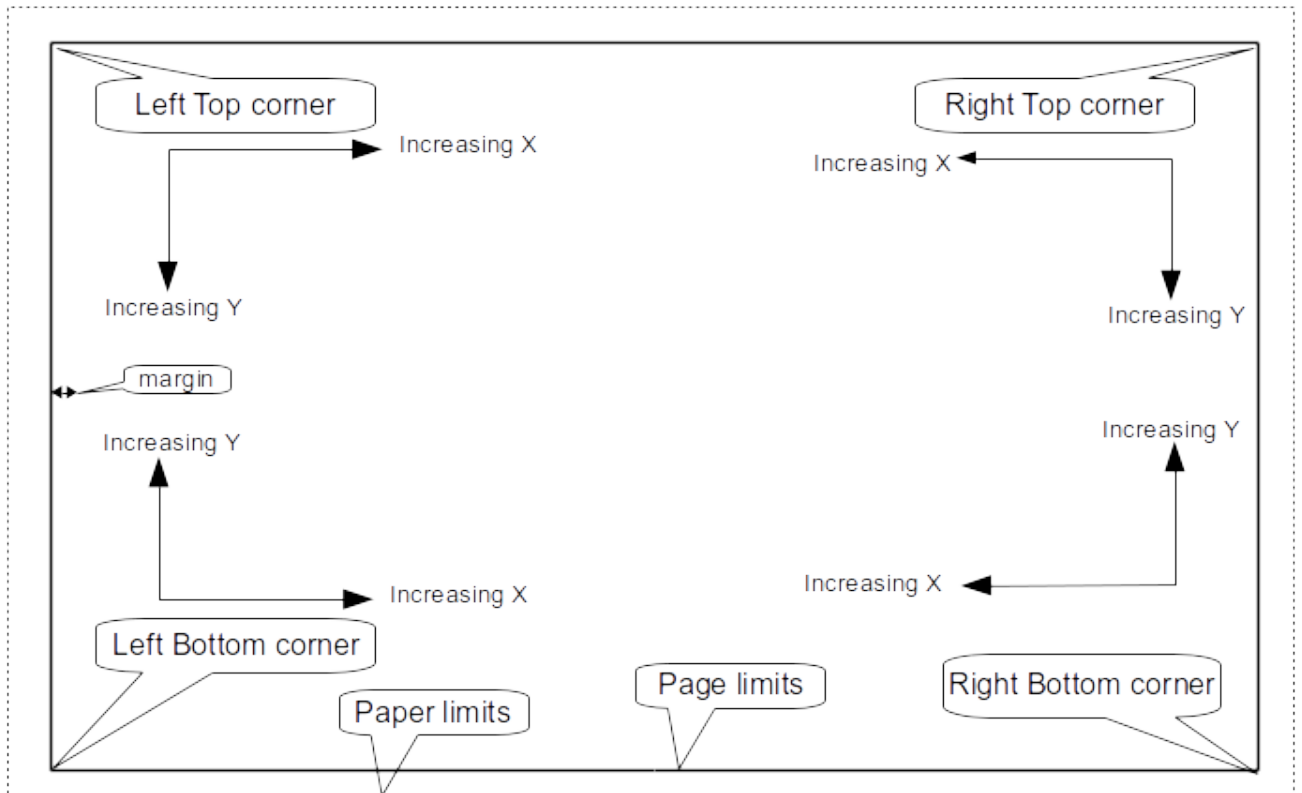 Left Top corner
Right Top corner
Increasing X
Increasing X
Increasing Y
Increasing Y
margin
Increasing Y
Increasing Y
Increasing X
Increasing X
Left Bottom corner
Page limits
Right Bottom corner
Paper limits